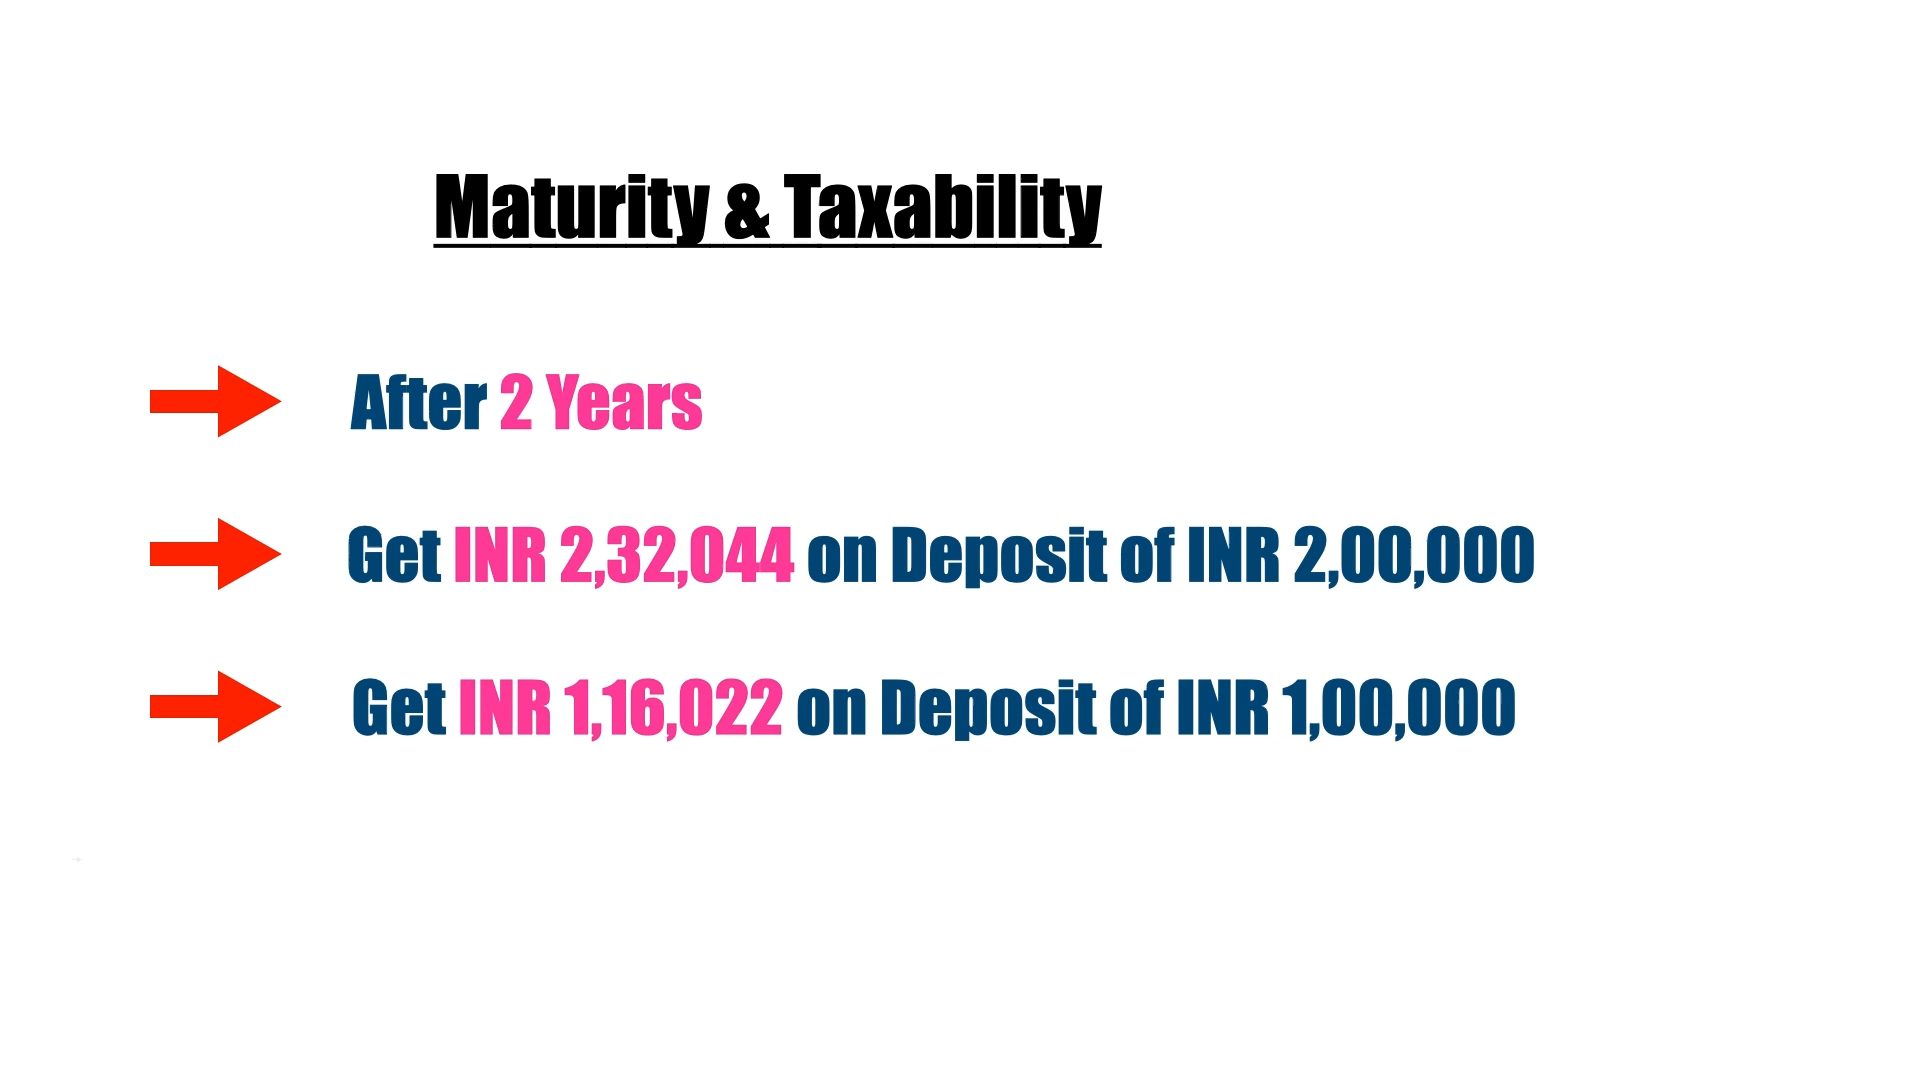 Maturity & Taxability
After 2 Years
Get INR 2,32,044 on Deposit of INR 2,00,000
Get INR 1,16,022 on Deposit of INR 1,00,000